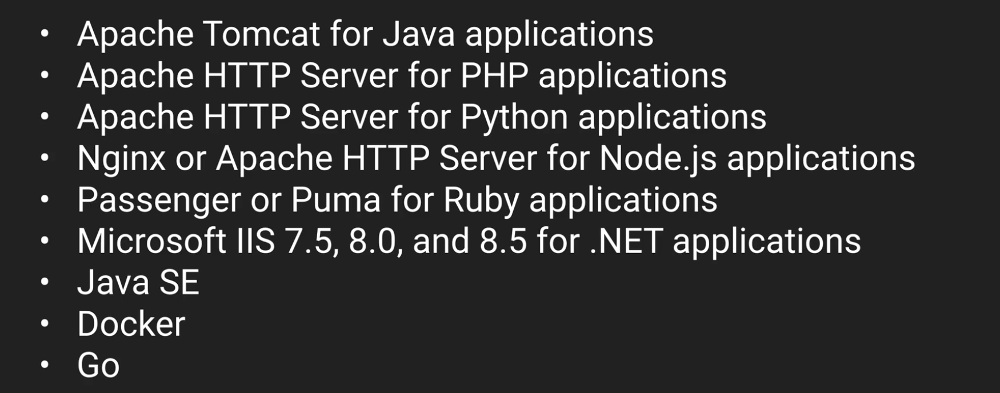 • Apache Tomcat for Java applications
• Apache HTTP Server for PHP applications
• Apache HTTP Server for Python applications
• Nginx or Apache HTTP Server for Node.js applications
• Passenger or Puma for Ruby applications
• Microsoft IIS 7.5, 8.0, and 8.5 for .NET applications
• Java SE
• Docker
• Go